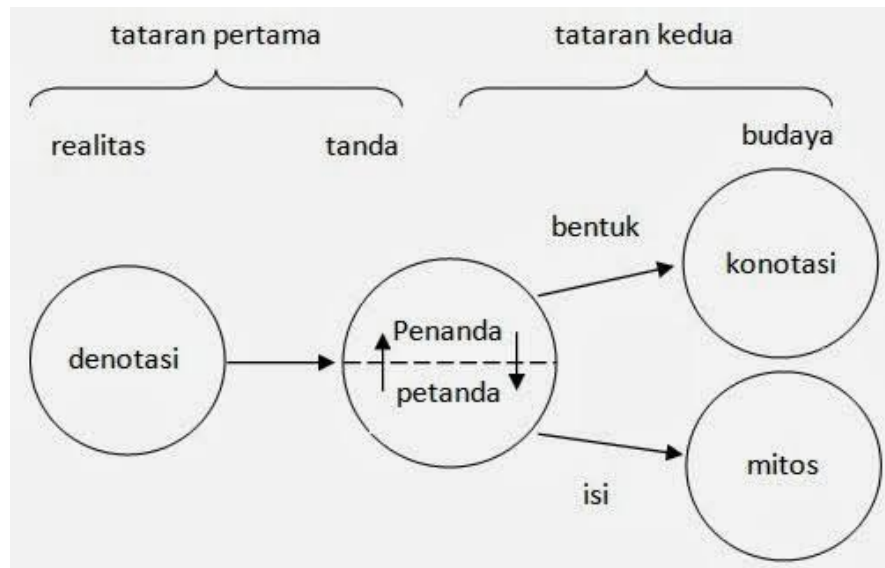 tataran pertama
tataran kedua
realitas
tanda
budaya
bentuk
konotasi
denotasi
Penanda
petanda
mitos
isi